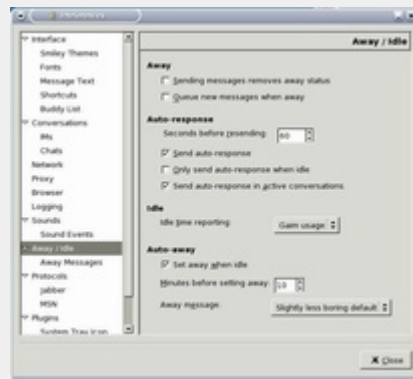 Preferences
Interface
Smiley Themes
Fonts
Message Text
Shortcuts
Buddy List
Conversations
IMs
Chats
Network
Proxy
Browser
Logging
Sounds
Sound Events
Away / Idle
Away Messages
Protocols
Jabber
MSN
Plugins
System Tray Icon
Away / Idle
Away
Sending messages removes away status
Queue new messages when away
Auto-response
Seconds before resending: 60
Send auto-response
Only send auto-response when idle
Send auto-response in active conversations
Idle
Idle time reporting: Gaim usage
Auto-away
Set away when idle
Minutes before setting away: 10
Away message: Slightly less boring default
Close